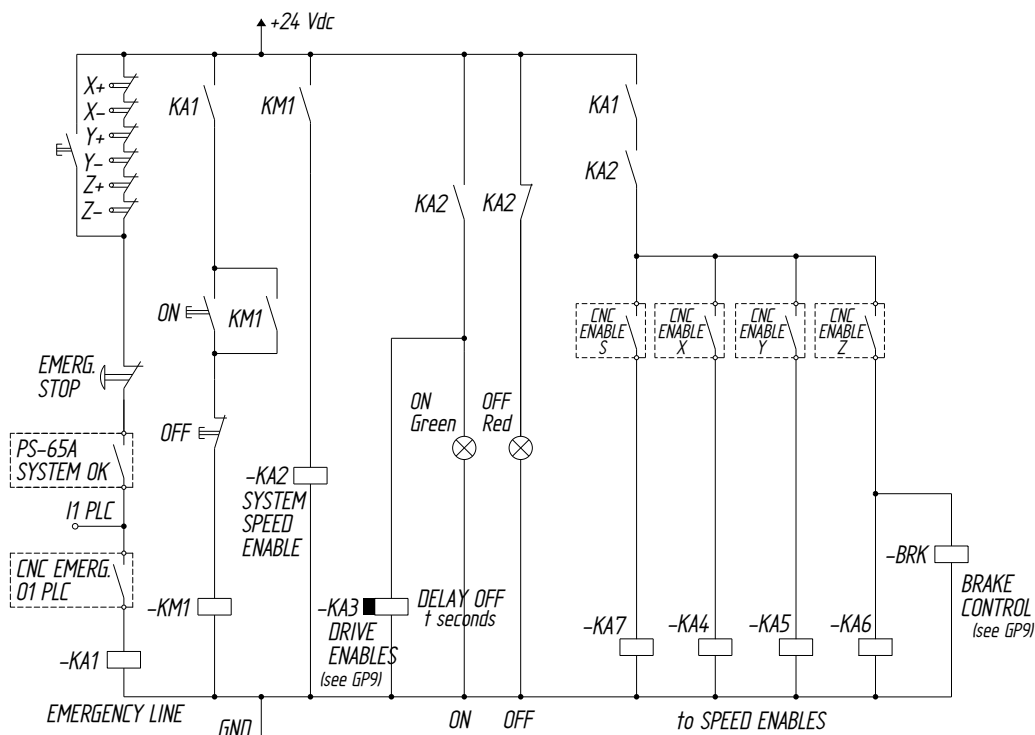 +24 Vdc
X+
X-
Y+
Y-
Z+
Z-
KA1
KM1
KA1
KA2
KA2
KA2
ON
KM1
CNC
ENABLE
S
CNC
ENABLE
X
CNC
ENABLE
Y
CNC
ENABLE
Z
EMERG.
STOP
ON
Green
OFF
Red
OFF
PS-65A
SYSTEM OK
-KA2
SYSTEM
SPEED
ENABLE
I1 PLC
CNC EMERG.
O1 PLC
-BRK
BRAKE
CONTROL
(see GP9)
-KM1
-KA3
DRIVE
ENABLES
(see GP9)
DELAY OFF
t seconds
-KA7
-KA4
-KA5
-KA6
-KA1
EMERGENCY LINE
GND
ON
OFF
to SPEED ENABLES